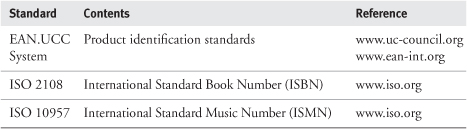 Standard Contents Reference
EAN.UCC Product identification standards www.uc-council.org
System www.ean-int.org
ISO 2108 International Standard Book Number (ISBN) www.iso.org
ISO 10957 International Standard Music Number (ISMN) www.iso.org